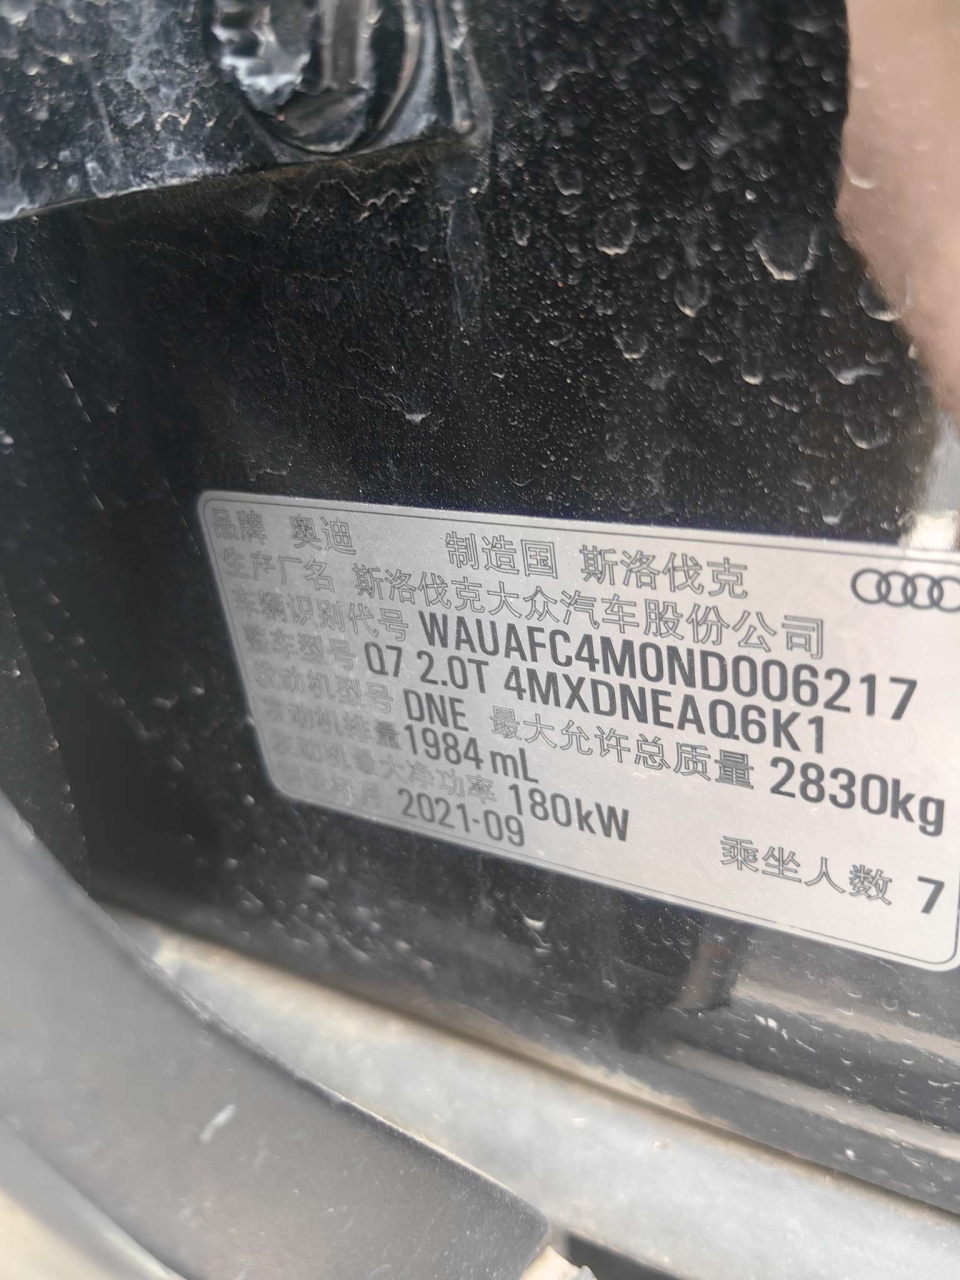 品牌 奥迪 制造国 斯洛伐克
生产厂名 斯洛伐克大众汽车股份公司
车辆识别代号 WAUAFC4M0ND006217
整车型号 Q7 2.0T 4MXDNEAQ6K1
发动机型号 DNE 最大允许总质量 2830kg
发动机排量 1984 mL
发动机最大净功率 180kW 乘坐人数 7
2021-09